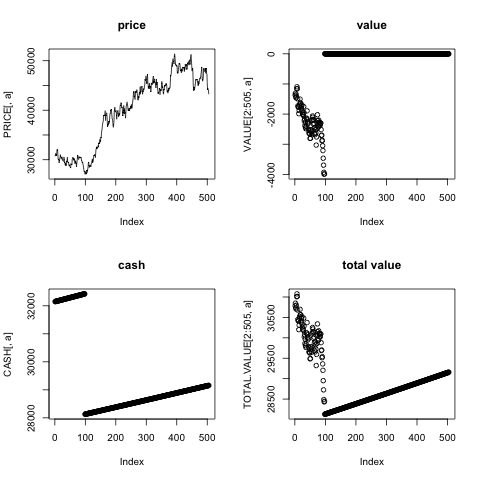 price
PRICE[, a]
50000
40000
30000
0 100 200 300 400 500
Index
value
VALUE[2:505, a]
0
-2000
-4000
0 100 200 300 400 500
Index
cash
CASH[, a]
32000
30000
28000
0 100 200 300 400 500
Index
total value
TOTAL.VALUE[2:505, a]
30500
29500
28500
0 100 200 300 400 500
Index